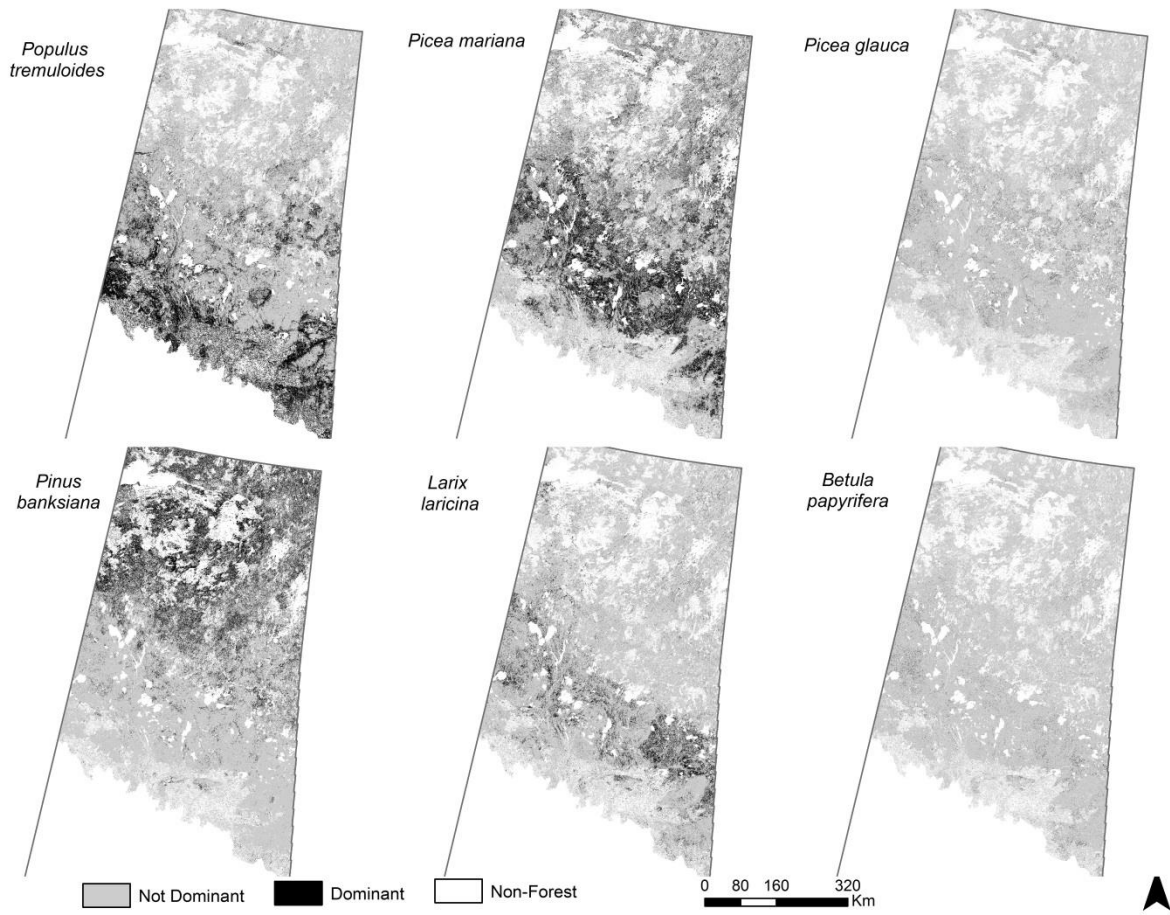 Populus
tremuloides
Picea mariana
Picea glauca
Pinus
banksiana
Larix
laricina
Betula
papyrifera
Not Dominant
Dominant
Non-Forest
0 80 160 320
Km